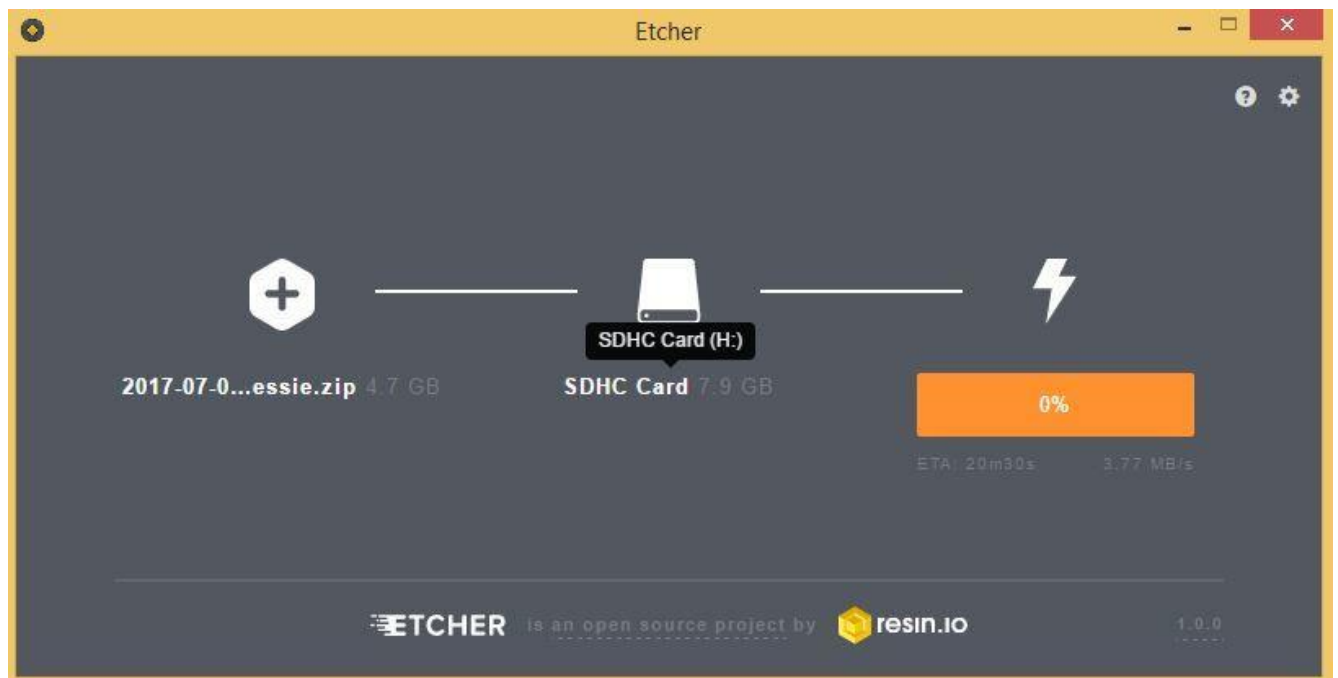 Etcher
SDHC Card (H:)
2017-07-0...essie.zip 4.7 GB
SDHC Card 7.9 GB
0%
ETA: 20m30s 3.77 MB/s
ETCHER is an open source project by resin.io 1.0.0